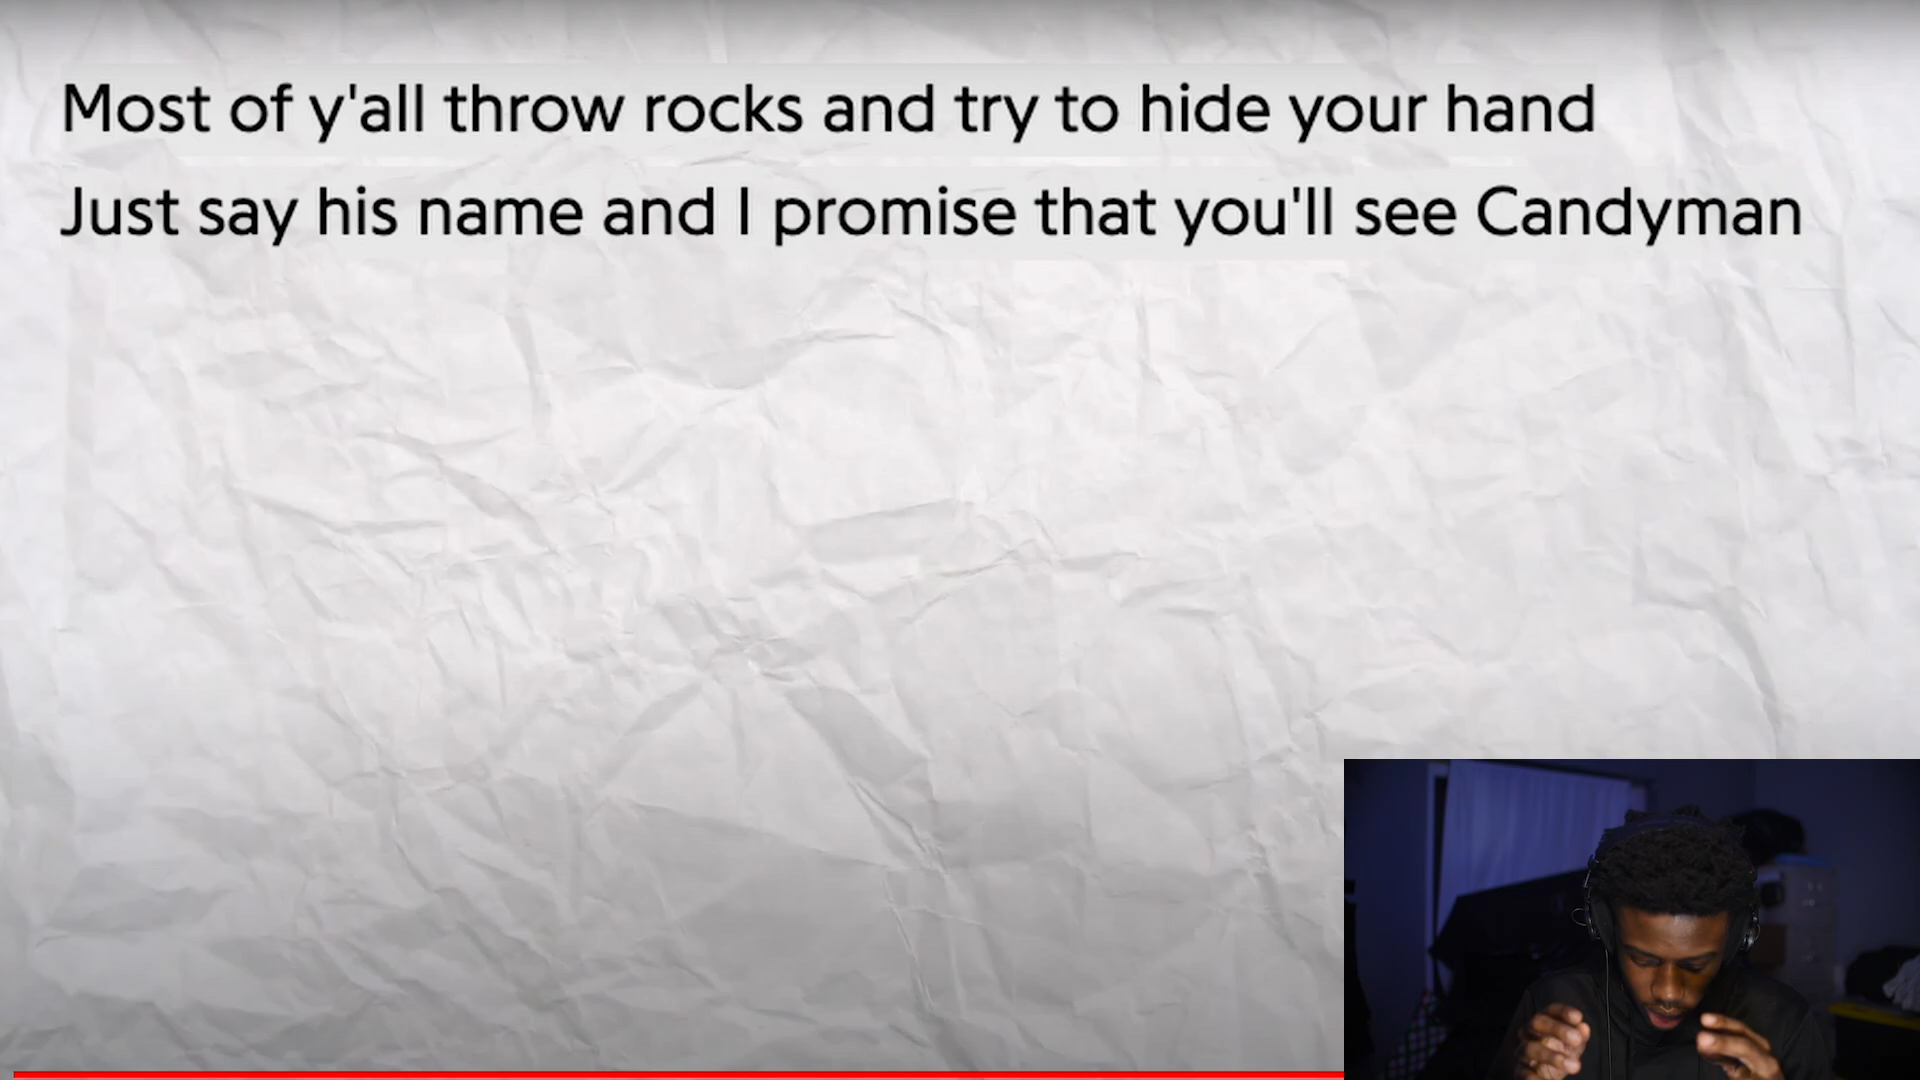 Most of y'all throw rocks and try to hide your hand
Just say his name and I promise that you'll see Candyman